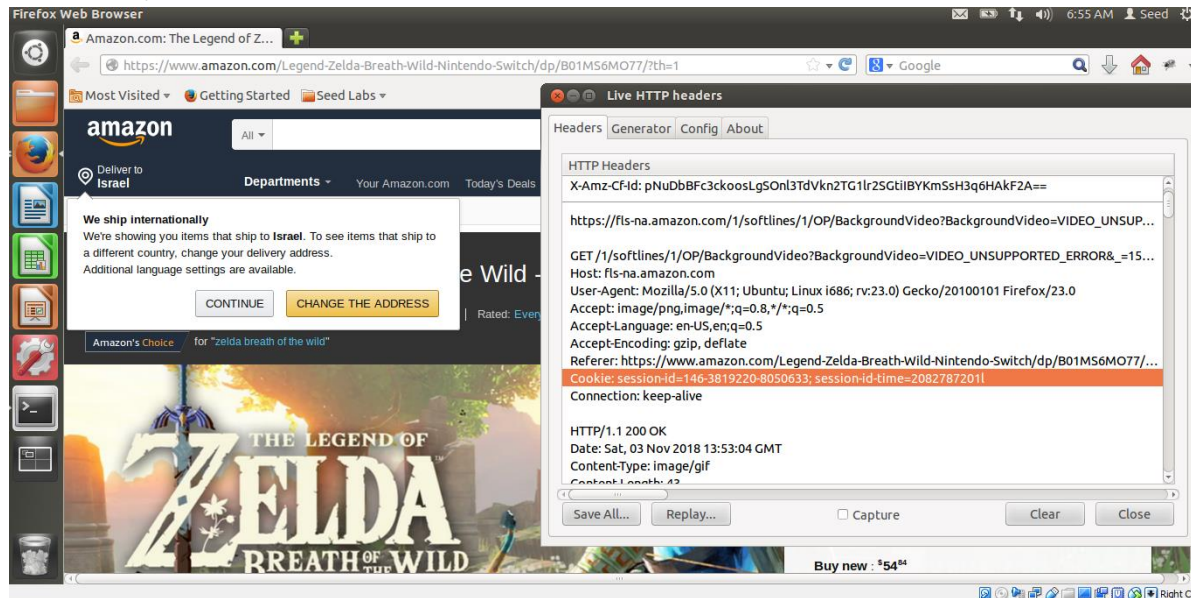 Firefox Web Browser
6:55 AM Seed
a Amazon.com: The Legend of Z...
https://www.amazon.com/Legend-Zelda-Breath-Wild-Nintendo-Switch/dp/B01MS6MO77/?th=1
8 Google
Most Visited Getting Started Seed Labs
amazon
All
Deliver to
Israel
Departments Your Amazon.com Today's Deals
We ship internationally
We're showing you items that ship to Israel. To see items that ship to
a different country, change your delivery address.
Additional language settings are available.
CONTINUE CHANGE THE ADDRESS
e Wild -
| Rated: Every
Amazon's Choice for "zelda breath of the wild"
THE LEGEND OF
ZELDA
BREATH OF THE WILD
Live HTTP headers
Headers Generator Config About
HTTP Headers
X-Amz-Cf-Id: pNuDbBFc3ckoosLgSOnl3TdVkn2TG1lr2SGtiIBYKmSsH3q6HAkF2A==
https://fls-na.amazon.com/1/softlines/1/OP/BackgroundVideo?BackgroundVideo=VIDEO_UNSUP...
GET /1/softlines/1/OP/BackgroundVideo?BackgroundVideo=VIDEO_UNSUPPORTED_ERROR&_=15...
Host: fls-na.amazon.com
User-Agent: Mozilla/5.0 (X11; Ubuntu; Linux i686; rv:23.0) Gecko/20100101 Firefox/23.0
Accept: image/png,image/*;q=0.8,*/*;q=0.5
Accept-Language: en-US,en;q=0.5
Accept-Encoding: gzip, deflate
Referer: https://www.amazon.com/Legend-Zelda-Breath-Wild-Nintendo-Switch/dp/B01MS6MO77/...
Cookie: session-id=146-3819220-8050633; session-id-time=2082787201l
Connection: keep-alive
HTTP/1.1 200 OK
Date: Sat, 03 Nov 2018 13:53:04 GMT
Content-Type: image/gif
Content-Length: 43
Save All... Replay... Capture Clear Close
Buy new : $5484
Right C